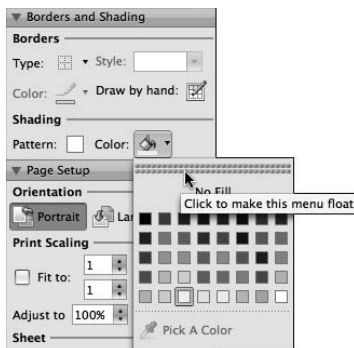 Borders and Shading
Borders
Type: Style:
Color: Draw by hand:
Shading
Pattern: Color:
Page Setup
Orientation
No Fill
Click to make this menu float
Portrait Lan
Print Scaling
Fit to: 1
1
Adjust to 100%
Pick A Color
Sheet